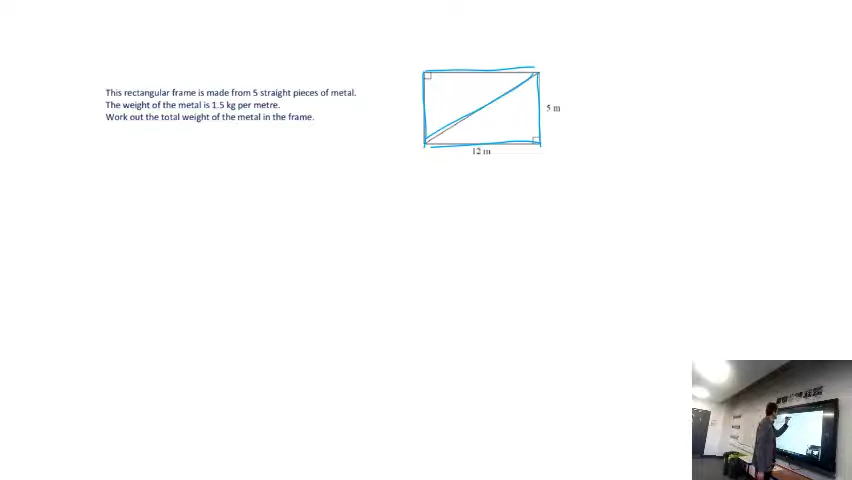 This rectangular frame is made from 5 straight pieces of metal.
The weight of the metal is 1.5 kg per metre.
Work out the total weight of the metal in the frame.
5 m
12 m